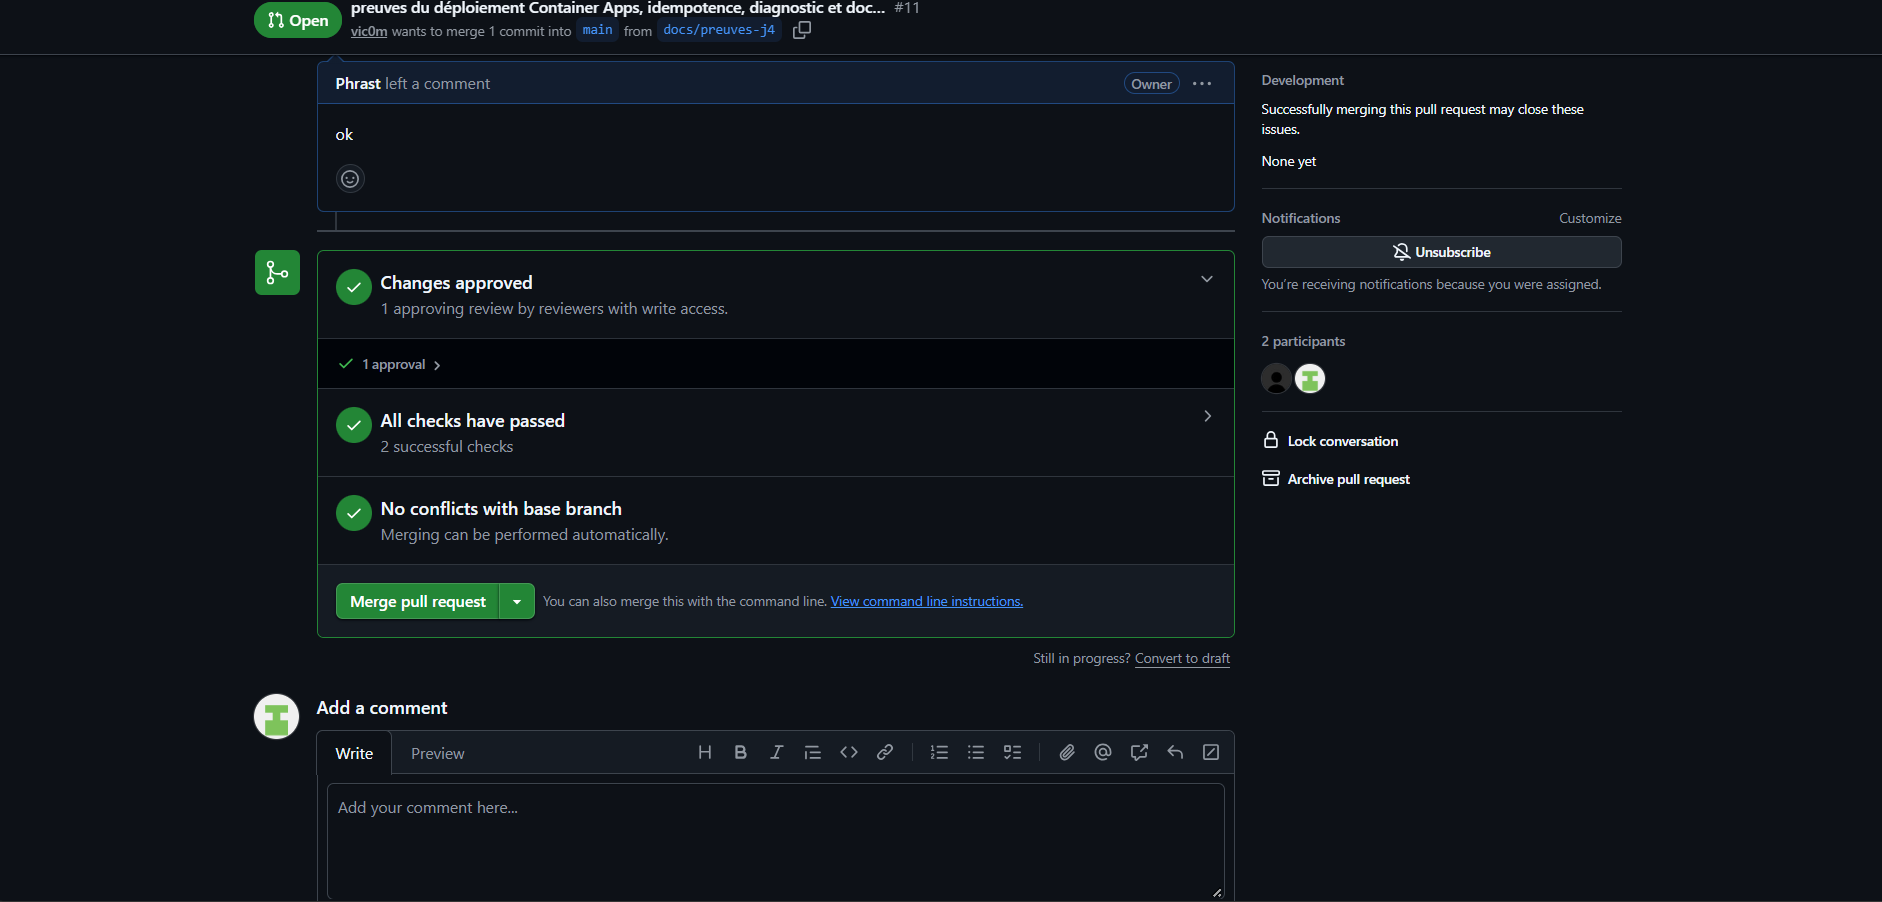 Open
preuves du déploiement Container Apps, idempotence, diagnostic et doc... #11
vic0m wants to merge 1 commit into main from docs/preuves-j4
Phrast left a comment
Owner
ok
Changes approved
1 approving review by reviewers with write access.
1 approval
All checks have passed
2 successful checks
No conflicts with base branch
Merging can be performed automatically.
Merge pull request
You can also merge this with the command line. View command line instructions.
Still in progress? Convert to draft
Add a comment
Write
Preview
Add your comment here...
Development
Successfully merging this pull request may close these
issues.
None yet
Notifications
Customize
Unsubscribe
You're receiving notifications because you were assigned.
2 participants
Lock conversation
Archive pull request